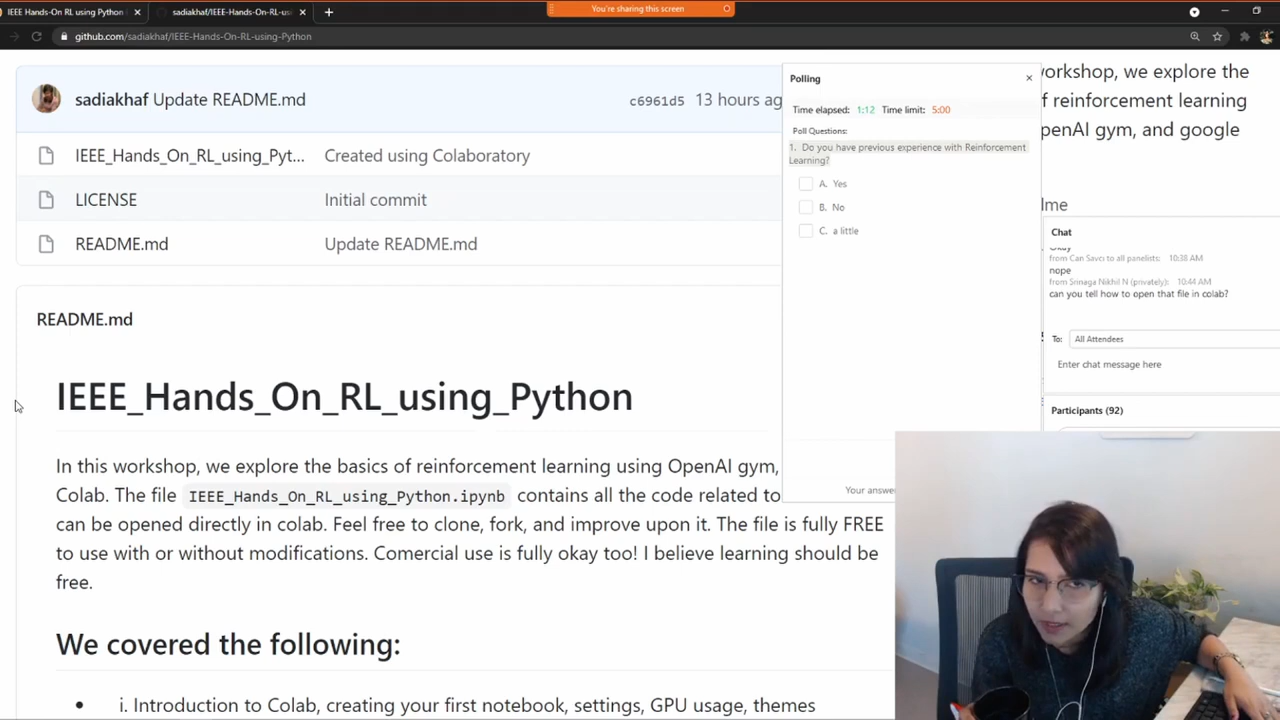 IEEE Hands-On RL using Python
sadiakhaf/IEEE-Hands-On-RL-us
You're sharing this screen
github.com/sadiakhaf/IEEE-Hands-On-RL-using-Python
sadiakhaf Update README.md
c6961d5 13 hours ag
IEEE_Hands_On_RL_using_Pyt... Created using Colaboratory
LICENSE Initial commit
README.md Update README.md
README.md
IEEE_Hands_On_RL_using_Python
In this workshop, we explore the basics of reinforcement learning using OpenAI gym,
Colab. The file IEEE_Hands_On_RL_using_Python.ipynb contains all the code related to
can be opened directly in colab. Feel free to clone, fork, and improve upon it. The file is fully FREE
to use with or without modifications. Comercial use is fully okay too! I believe learning should be
free.
We covered the following:
i. Introduction to Colab, creating your first notebook, settings, GPU usage, themes
Polling
Time elapsed: 1:12 Time limit: 5:00
Poll Questions:
1. Do you have previous experience with Reinforcement
Learning?
A. Yes
B. No
C. a little
Your answe
orkshop, we explore the
f reinforcement learning
penAI gym, and google
Chat
from Can Savcı to all panelists: 10:38 AM
nope
from Srinaga Nikhil N (privately): 10:44 AM
can you tell how to open that file in colab?
To: All Attendees
Enter chat message here
Participants (92)